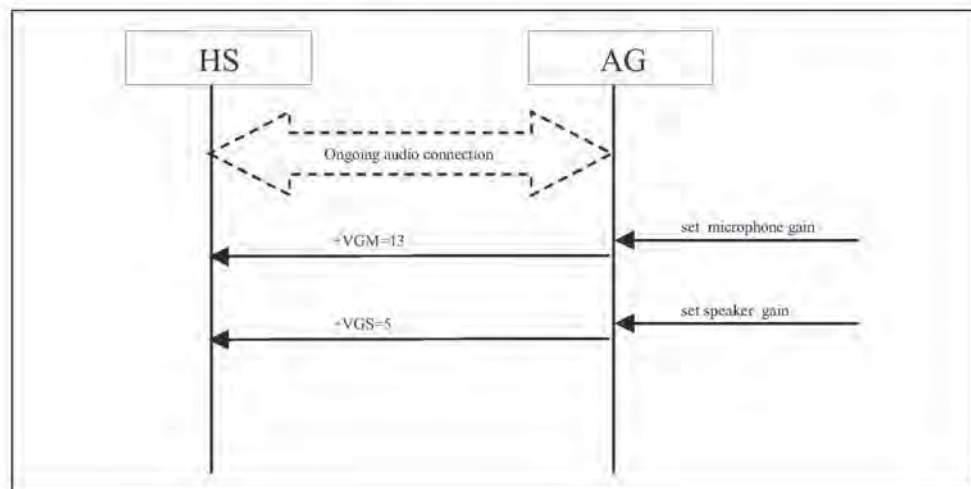 HS
AG
Ongoing audio connection
set microphone gain
+VGM=13
set speaker gain
+VGS=5